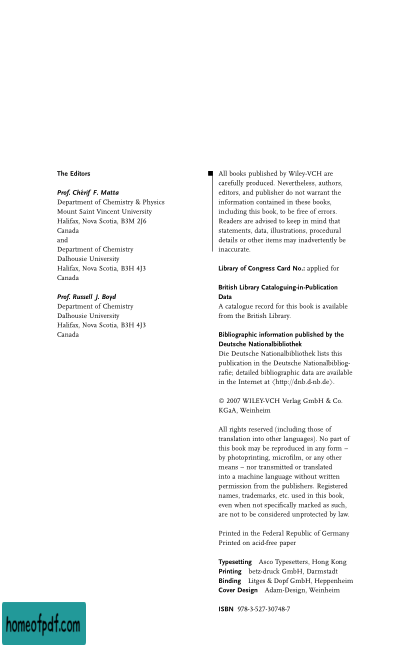 The Editors
Prof. Chérif F. Matta
Department of Chemistry & Physics
Mount Saint Vincent University
Halifax, Nova Scotia, B3M 2J6
Canada
and
Department of Chemistry
Dalhousie University
Halifax, Nova Scotia, B3H 4J3
Canada
Prof. Russell J. Boyd
Department of Chemistry
Dalhousie University
Halifax, Nova Scotia, B3H 4J3
Canada
All books published by Wiley-VCH are
carefully produced. Nevertheless, authors,
editors, and publisher do not warrant the
information contained in these books,
including this book, to be free of errors.
Readers are advised to keep in mind that
statements, data, illustrations, procedural
details or other items may inadvertently be
inaccurate.
Library of Congress Card No.: applied for
British Library Cataloguing-in-Publication
Data
A catalogue record for this book is available
from the British Library.
Bibliographic information published by the
Deutsche Nationalbibliothek
Die Deutsche Nationalbibliothek lists this
publication in the Deutsche Nationalbibliog-
rafie; detailed bibliographic data are available
in the Internet at ⟨http://dnb.d-nb.de⟩.
© 2007 WILEY-VCH Verlag GmbH & Co.
KGaA, Weinheim
All rights reserved (including those of
translation into other languages). No part of
this book may be reproduced in any form –
by photoprinting, microfilm, or any other
means – nor transmitted or translated
into a machine language without written
permission from the publishers. Registered
names, trademarks, etc. used in this book,
even when not specifically marked as such,
are not to be considered unprotected by law.
Printed in the Federal Republic of Germany
Printed on acid-free paper
Typesetting Asco Typesetters, Hong Kong
Printing betz-druck GmbH, Darmstadt
Binding Litges & Dopf GmbH, Heppenheim
Cover Design Adam-Design, Weinheim
ISBN 978-3-527-30748-7
homeofpdf.com